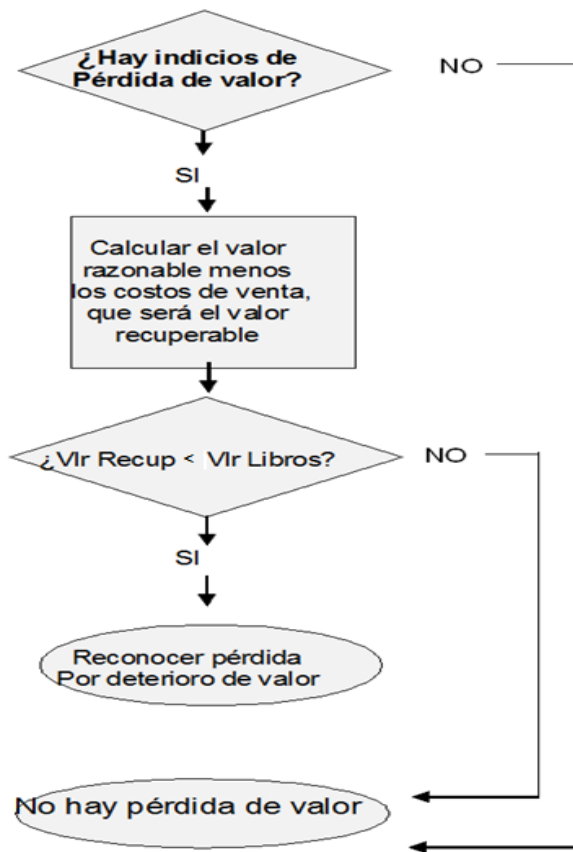 ¿Hay indicios de
Pérdida de valor?
NO
SI
Calcular el valor
razonable menos
los costos de venta,
que será el valor
recuperable
¿Vlr Recup < Vlr Libros?
NO
SI
Reconocer pérdida
Por deterioro de valor
No hay pérdida de valor